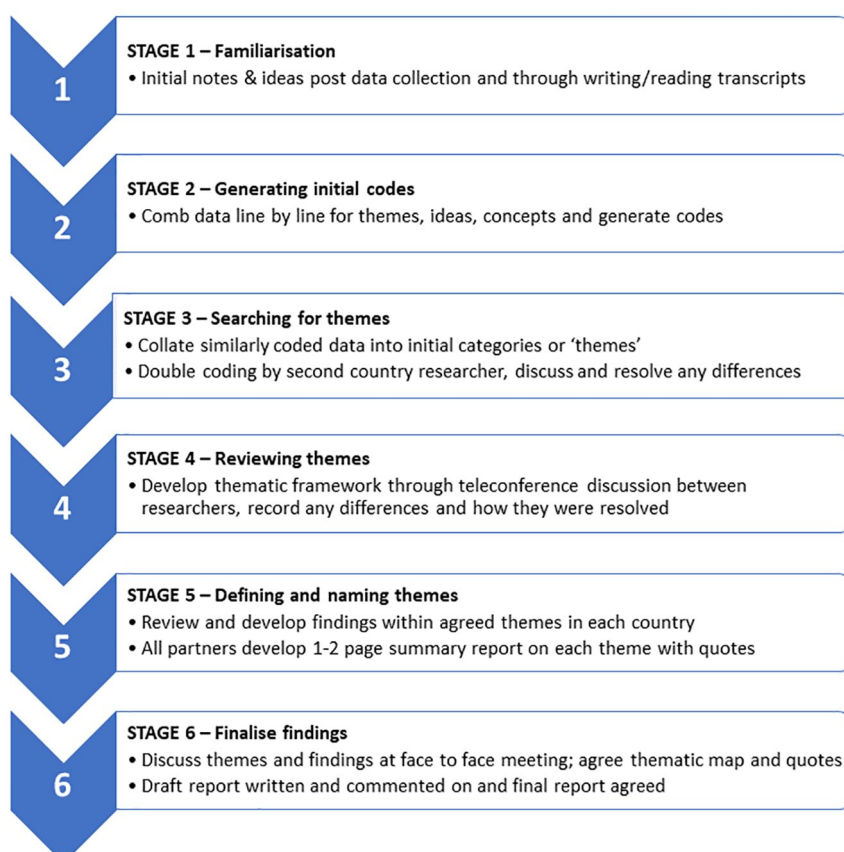 1
STAGE 1 – Familiarisation
• Initial notes & ideas post data collection and through writing/reading transcripts
2
STAGE 2 – Generating initial codes
• Comb data line by line for themes, ideas, concepts and generate codes
3
STAGE 3 – Searching for themes
• Collate similarly coded data into initial categories or ‘themes’
• Double coding by second country researcher, discuss and resolve any differences
4
STAGE 4 – Reviewing themes
• Develop thematic framework through teleconference discussion between
researchers, record any differences and how they were resolved
5
STAGE 5 – Defining and naming themes
• Review and develop findings within agreed themes in each country
• All partners develop 1-2 page summary report on each theme with quotes
6
STAGE 6 – Finalise findings
• Discuss themes and findings at face to face meeting; agree thematic map and quotes
• Draft report written and commented on and final report agreed